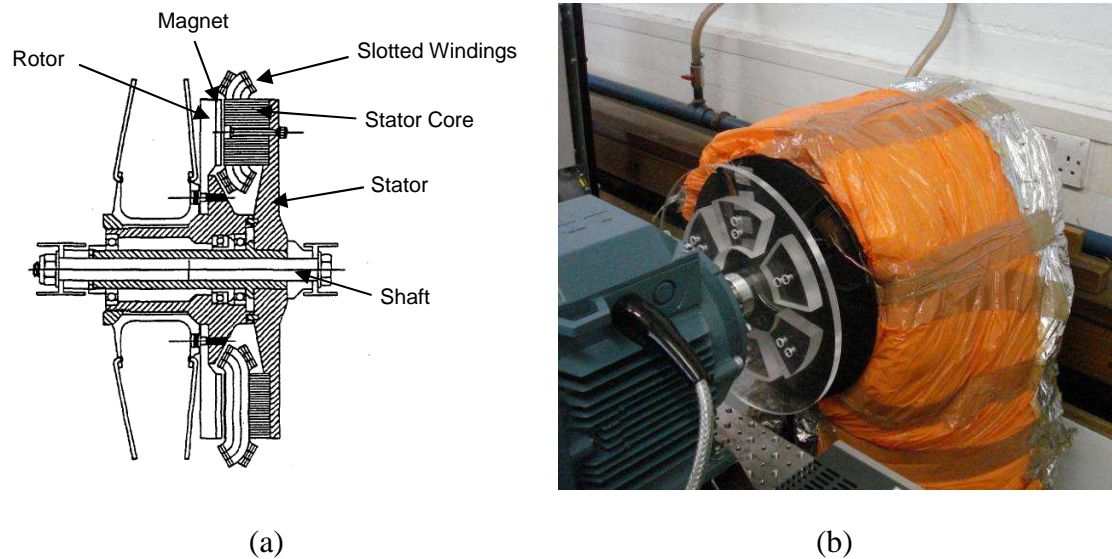 Magnet
Rotor
Slotted Windings
Stator Core
Stator
Shaft
(a)
(b)